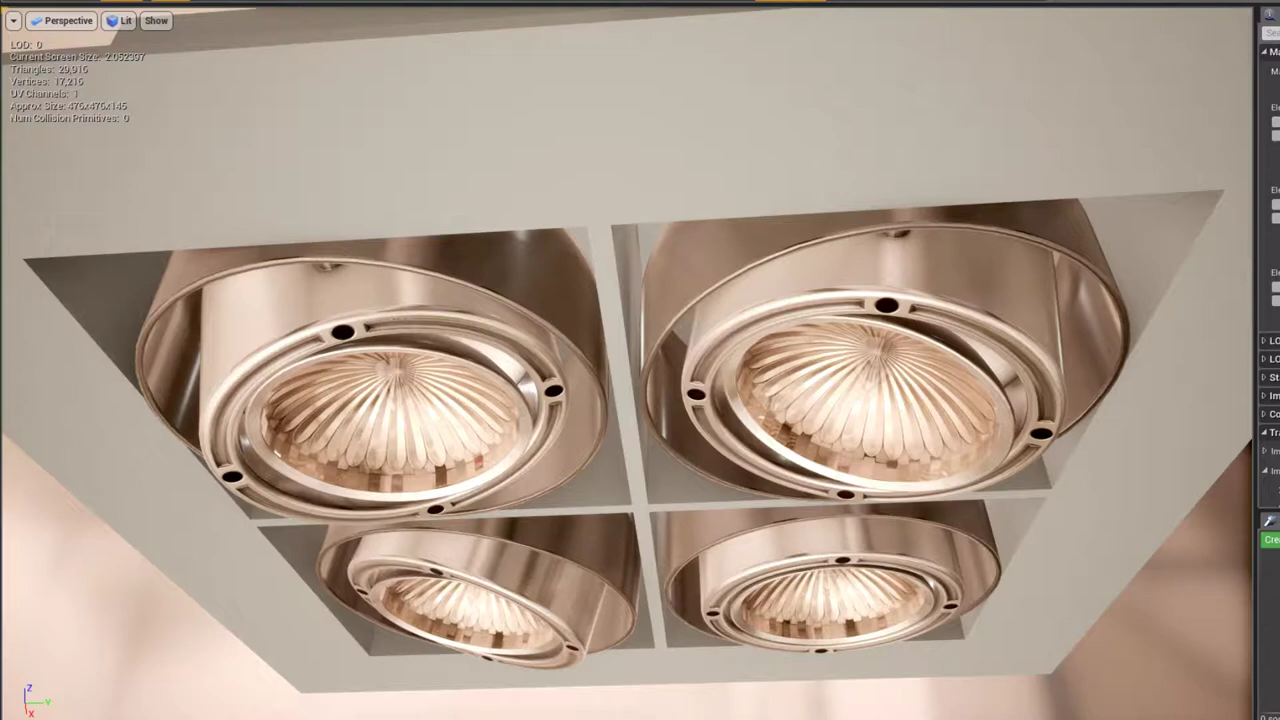 Perspective Lit Show
LOD: 0
Current Screen Size: 2.052397
Triangles: 29,916
Vertices: 17,216
UV Channels: 1
Approx Size: 476x476x145
Num Collision Primitives: 0
Z
Y
X